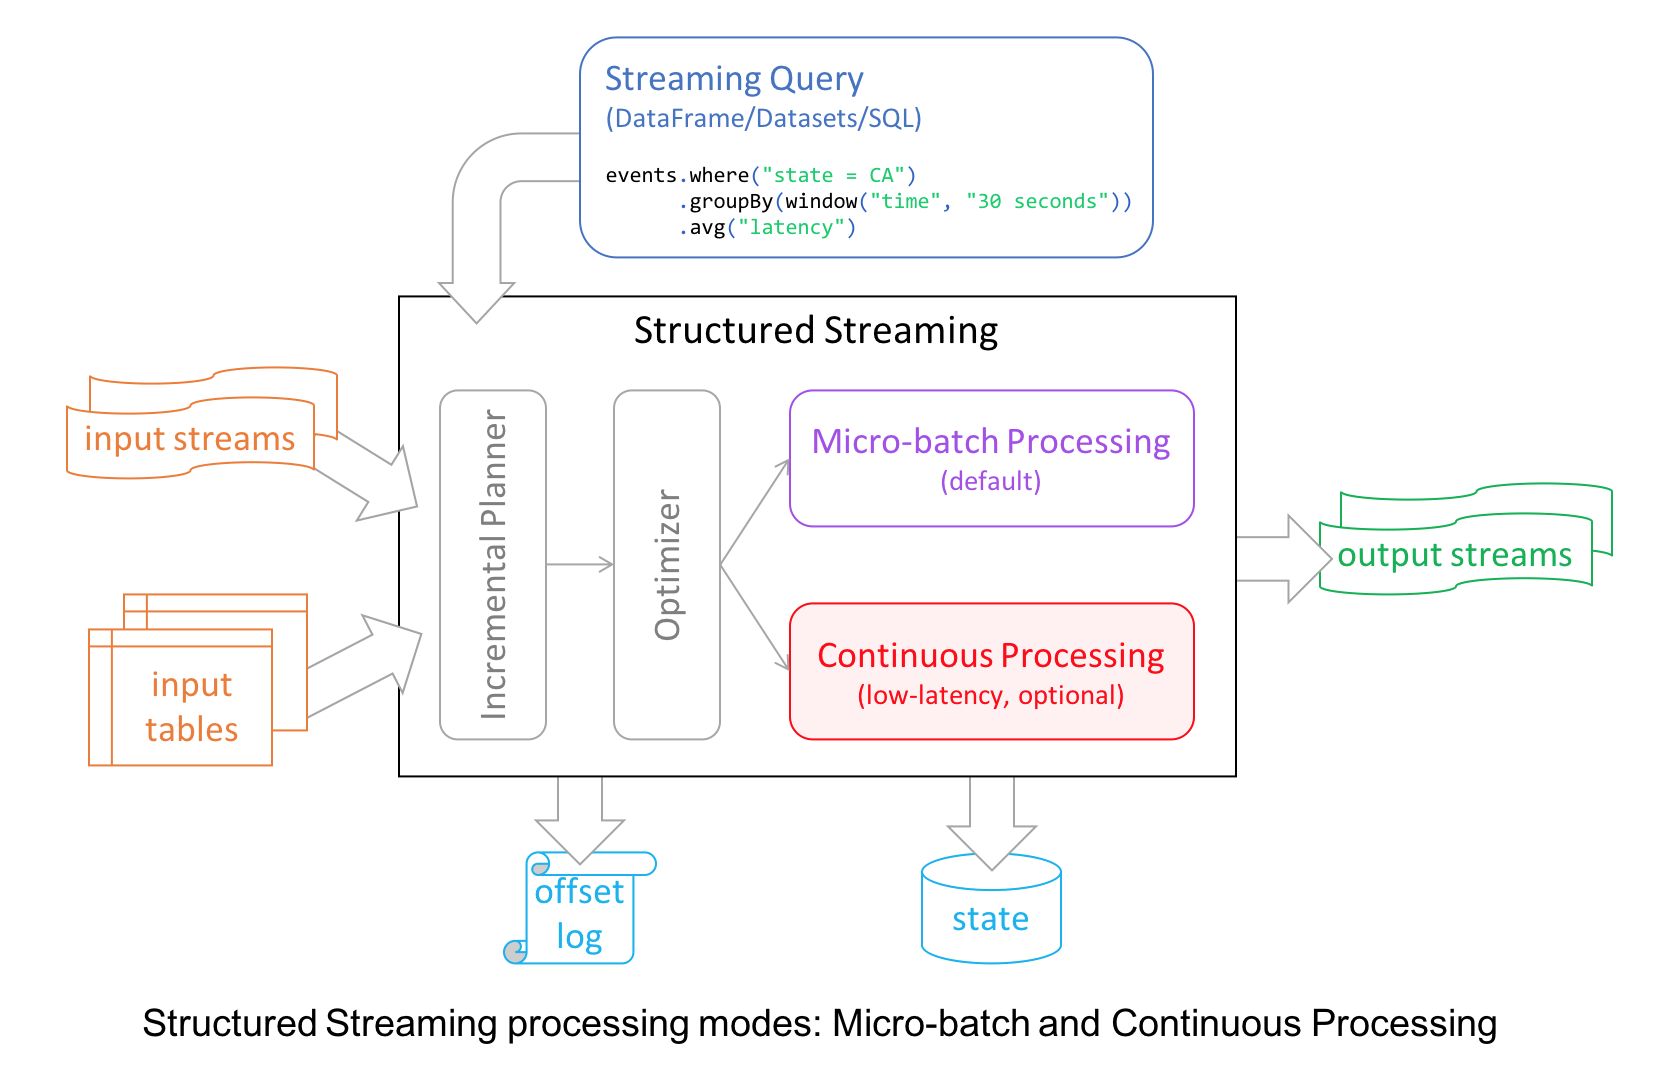 Streaming Query
(DataFrame/Datasets/SQL)
events.where("state = CA")
.groupBy(window("time", "30 seconds"))
.avg("latency")
Structured Streaming
input streams
input
tables
Incremental Planner
Optimizer
Micro-batch Processing
(default)
Continuous Processing
(low-latency, optional)
output streams
offset
log
state
Structured Streaming processing modes: Micro-batch and Continuous Processing